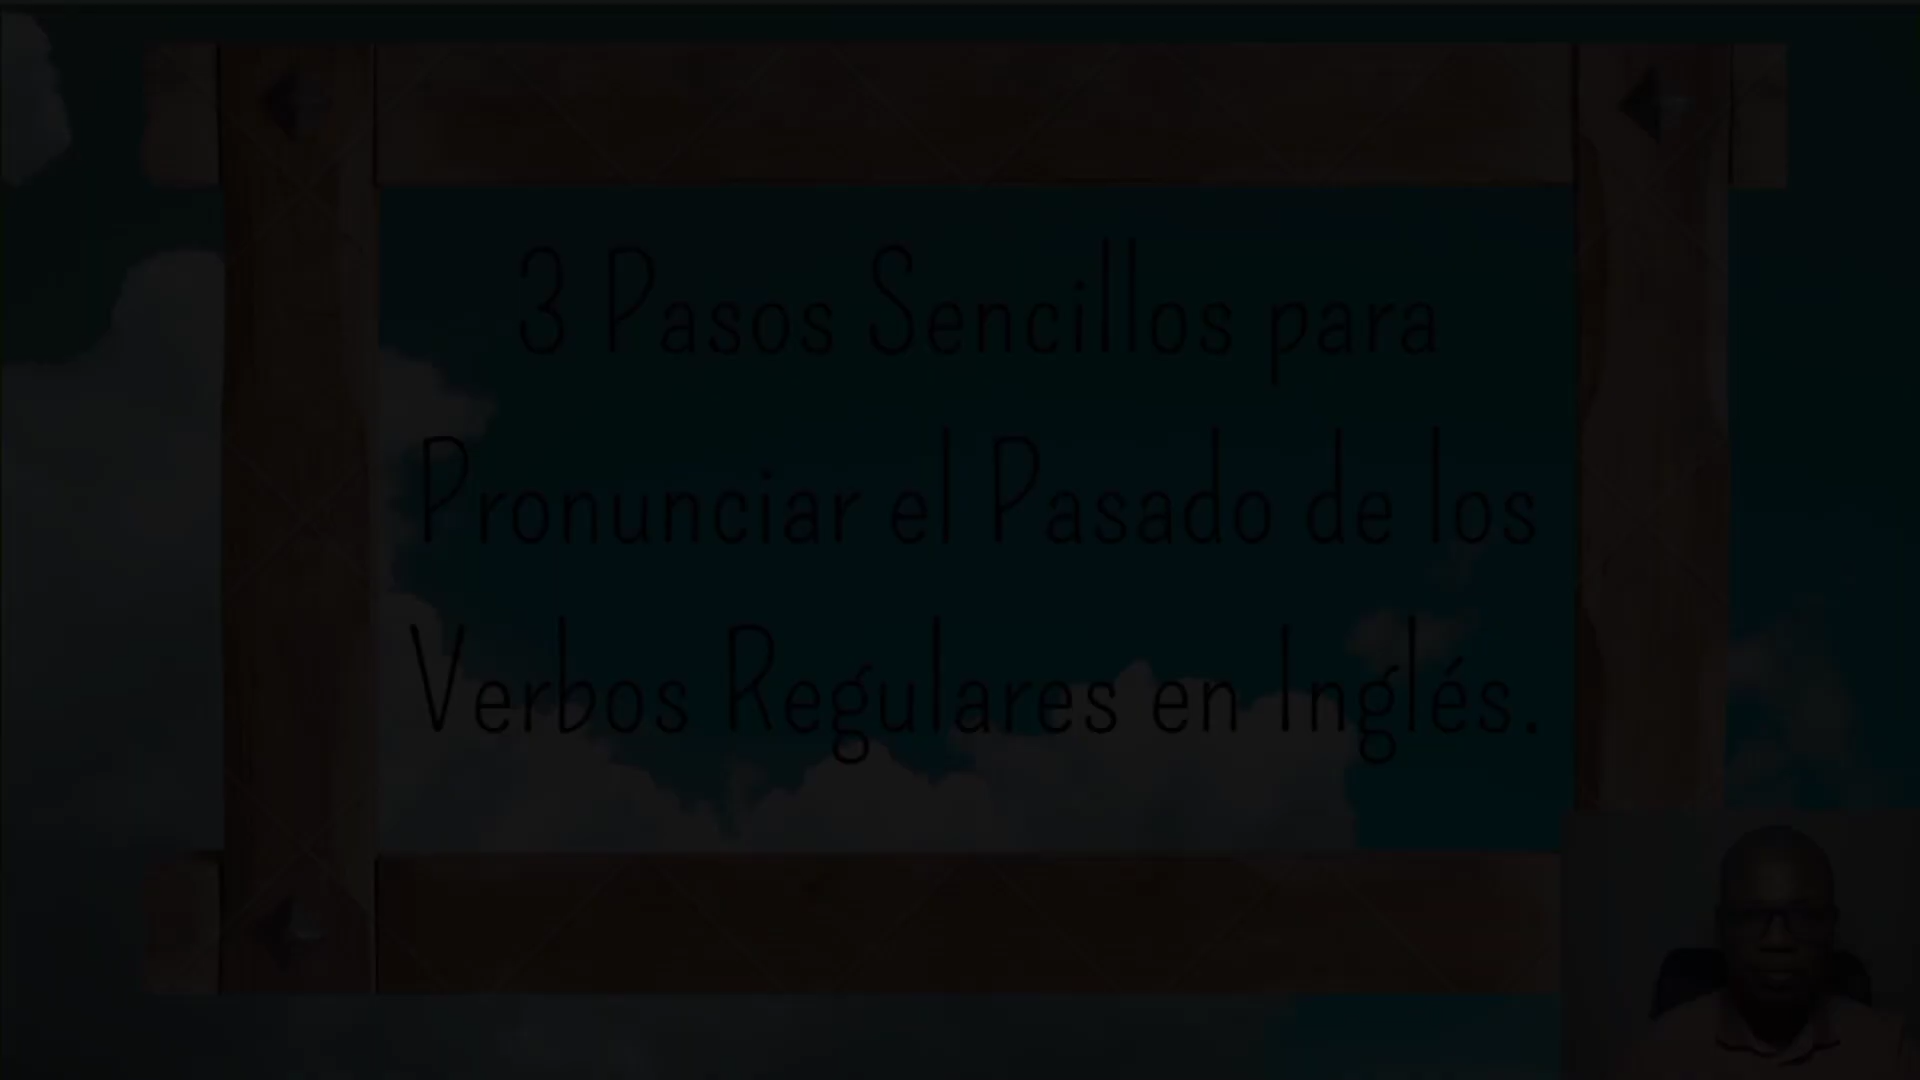 3 Pasos Sencillos para
Pronunciar el Pasado de los
Verbos Regulares en Inglés.